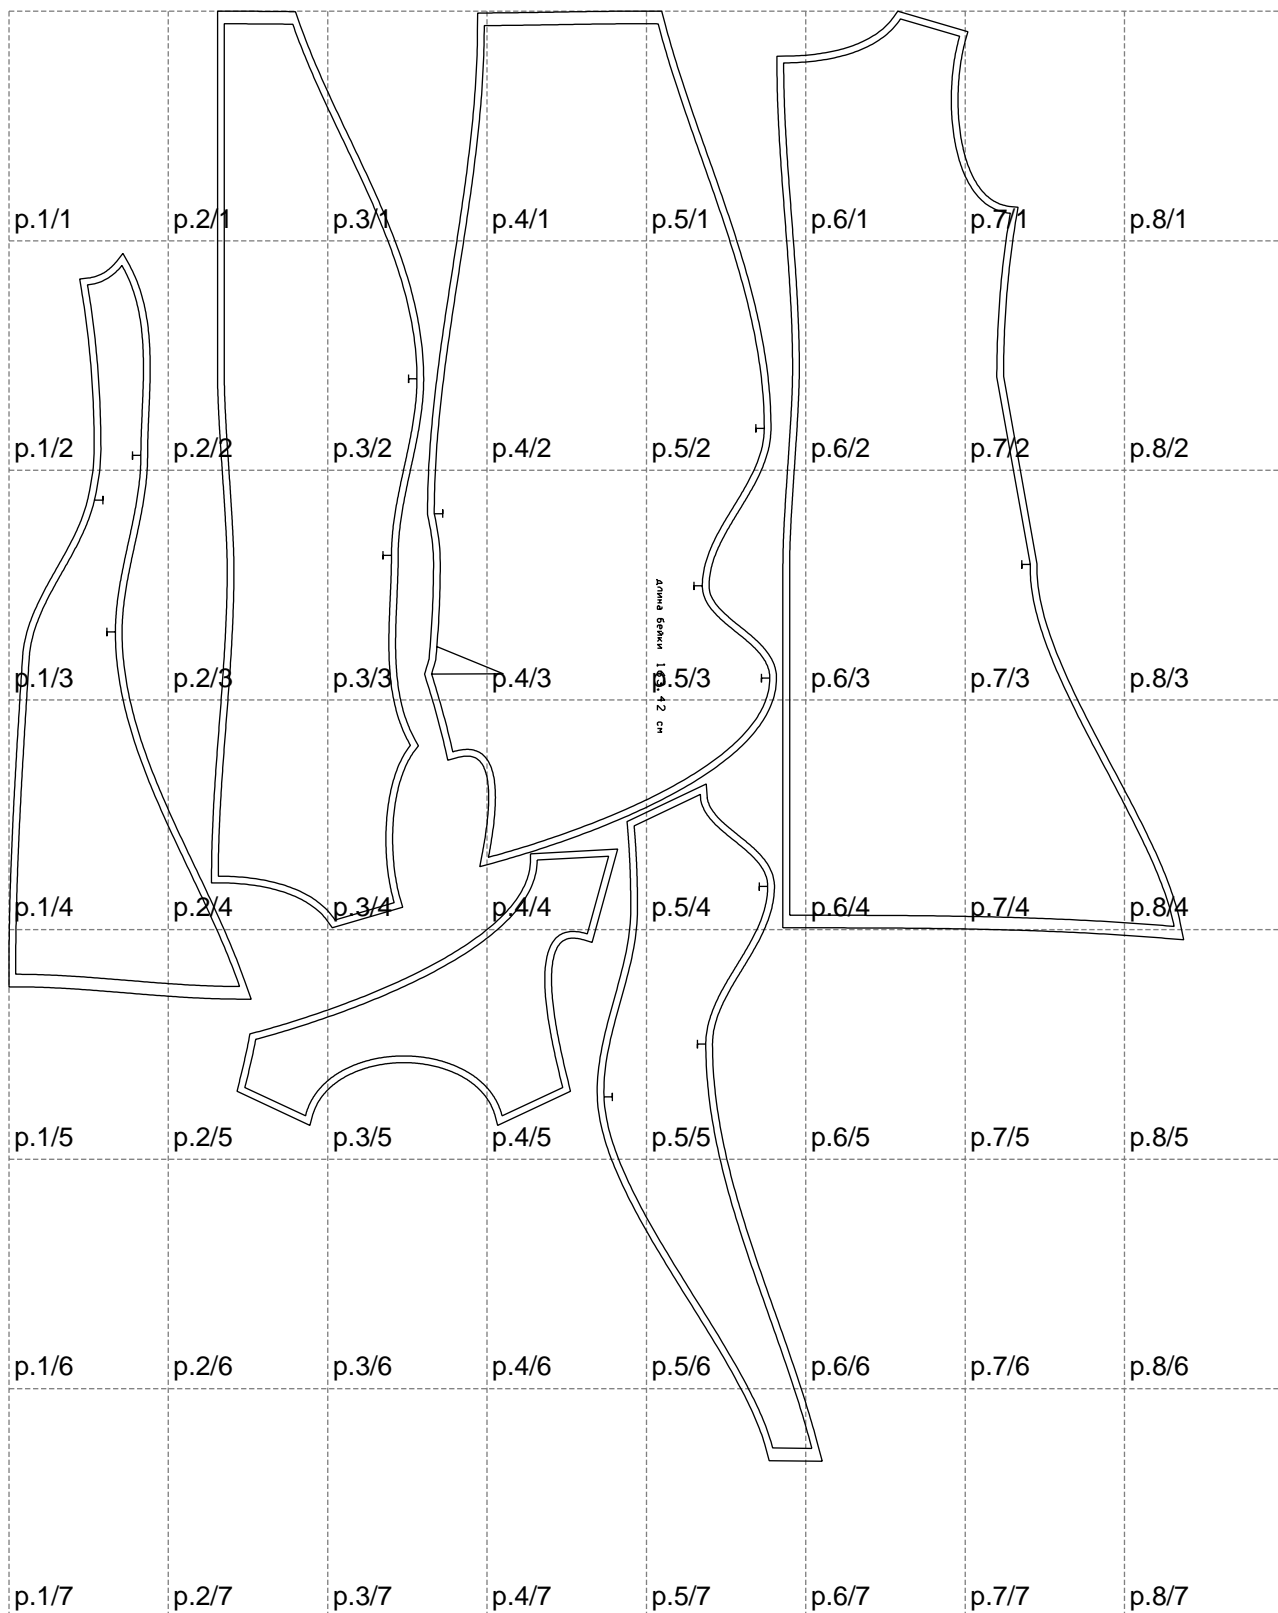 p.1/1 p.2/1 p.3/1 p.4/1 p.5/1 p.6/1 p.7/1 p.8/1
p.1/2 p.2/2 p.3/2 p.4/2 p.5/2 p.6/2 p.7/2 p.8/2
длина бейки
p.1/3 p.2/3 p.3/3 p.4/3 p.5/3 p.6/3 p.7/3 p.8/3
42 см
p.1/4 p.2/4 p.3/4 p.4/4 p.5/4 p.6/4 p.7/4 p.8/4
p.1/5 p.2/5 p.3/5 p.4/5 p.5/5 p.6/5 p.7/5 p.8/5
p.1/6 p.2/6 p.3/6 p.4/6 p.5/6 p.6/6 p.7/6 p.8/6
p.1/7 p.2/7 p.3/7 p.4/7 p.5/7 p.6/7 p.7/7 p.8/7